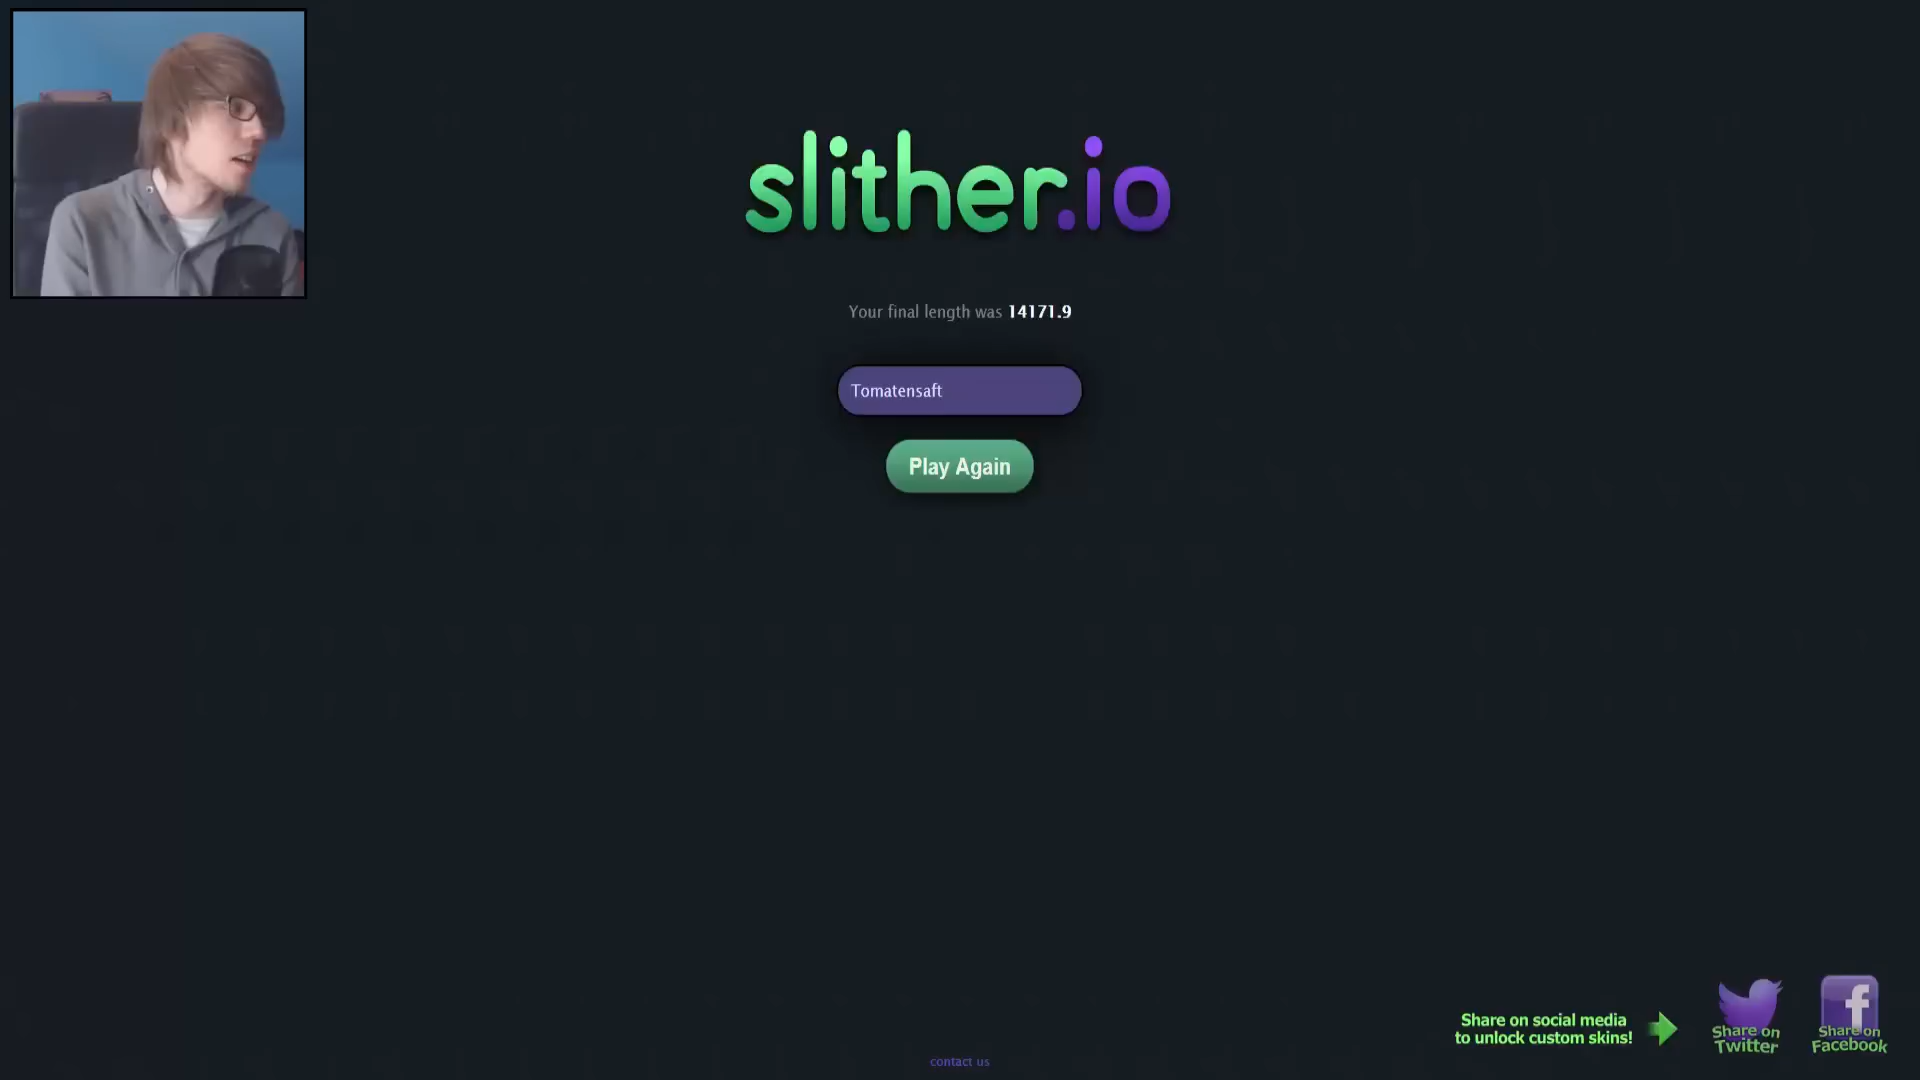 slither.io
Your final length was 14171.9
Tomatensaft
Play Again
Share on social media
to unlock custom skins!
Share on
Twitter
Share on
Facebook
contact us